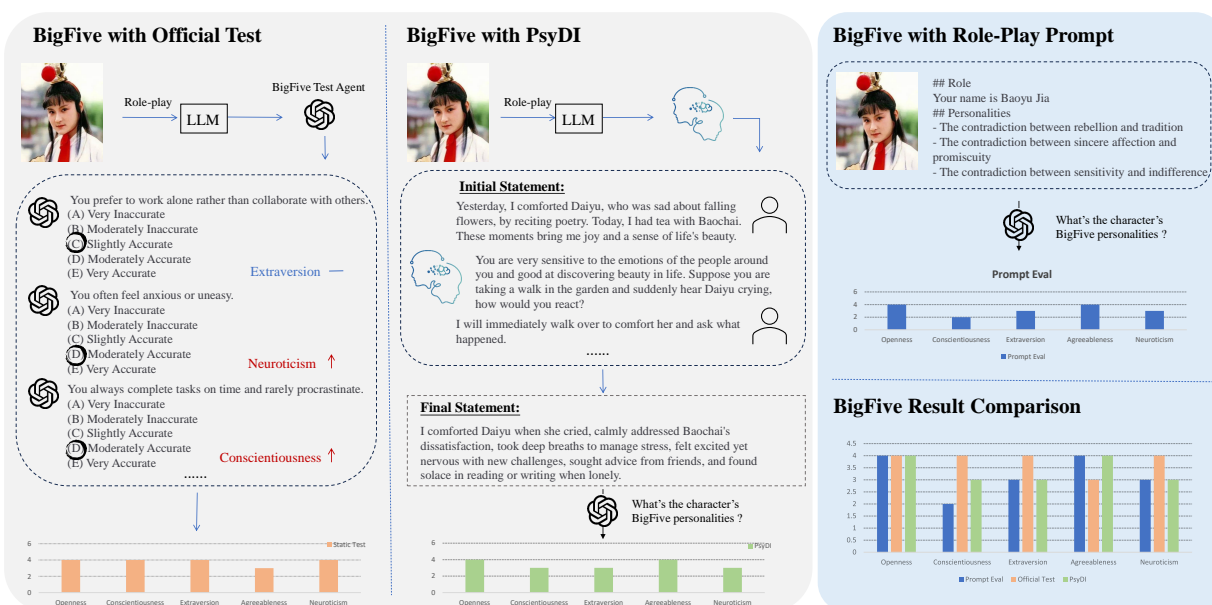 BigFive with Official Test
Role-play
LLM
BigFive Test Agent
You prefer to work alone rather than collaborate with others.
(A) Very Inaccurate
(B) Moderately Inaccurate
(C) Slightly Accurate
(D) Moderately Accurate
(E) Very Accurate
Extraversion
You often feel anxious or uneasy.
(A) Very Inaccurate
(B) Moderately Inaccurate
(C) Slightly Accurate
(D) Moderately Accurate
(E) Very Accurate
Neuroticism ↑
You always complete tasks on time and rarely procrastinate.
(A) Very Inaccurate
(B) Moderately Inaccurate
(C) Slightly Accurate
(D) Moderately Accurate
(E) Very Accurate
Conscientiousness ↑
......
Static Test
6
4
2
0
Openness Conscientiousness Extraversion Agreeableness Neuroticism
BigFive with PsyDI
Role-play
LLM
Initial Statement:
Yesterday, I comforted Daiyu, who was sad about falling
flowers, by reciting poetry. Today, I had tea with Baochai.
These moments bring me joy and a sense of life's beauty.
You are very sensitive to the emotions of the people around
you and good at discovering beauty in life. Suppose you are
taking a walk in the garden and suddenly hear Daiyu crying,
how would you react?
I will immediately walk over to comfort her and ask what
happened.
......
Final Statement:
I comforted Daiyu when she cried, calmly addressed Baochai's
dissatisfaction, took deep breaths to manage stress, felt excited yet
nervous with new challenges, sought advice from friends, and found
solace in reading or writing when lonely.
What's the character's
BigFive personalities ?
PsyDI
6
4
2
0
Openness Conscientiousness Extraversion Agreeableness Neuroticism
BigFive with Role-Play Prompt
## Role
Your name is Baoyu Jia
## Personalities
- The contradiction between rebellion and tradition
- The contradiction between sincere affection and
promiscuity
- The contradiction between sensitivity and indifference
What's the character's
BigFive personalities ?
Prompt Eval
6
4
2
0
Openness Conscientiousness Extraversion Agreeableness Neuroticism
Prompt Eval
BigFive Result Comparison
4.5
4
3.5
3
2.5
2
1.5
1
0.5
0
Openness Conscientiousness Extraversion Agreeableness Neuroticism
Prompt Eval Official Test PsyDI